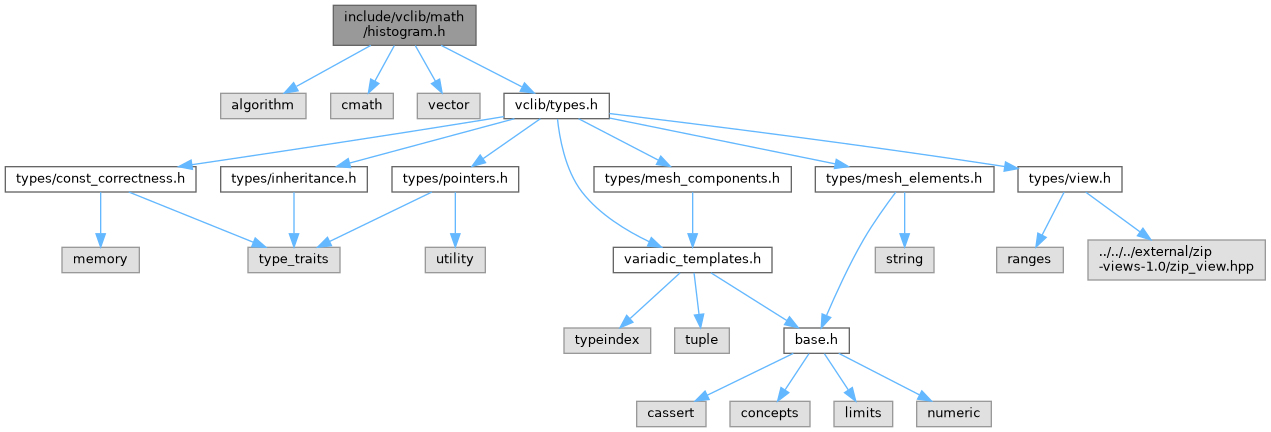 include/vclib/math
/histogram.h
algorithm
cmath
vector
vclib/types.h
types/const_correctness.h
types/inheritance.h
types/pointers.h
types/mesh_components.h
types/mesh_elements.h
types/view.h
memory
type_traits
utility
variadic_templates.h
string
ranges
../../../external/zip
-views-1.0/zip_view.hpp
typeindex
tuple
base.h
cassert
concepts
limits
numeric